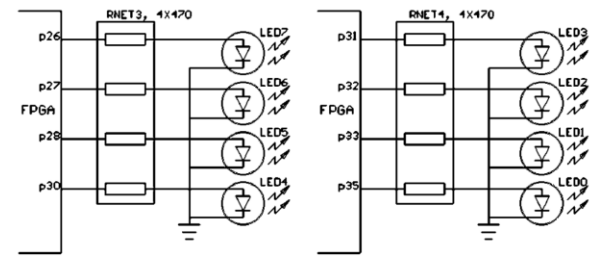 RNET3, 4X470
p26
LED7
p27
LED6
FPGA
p28
LED5
p30
LED4
RNET4, 4X470
p31
LED3
p32
LED2
FPGA
p33
LED1
p35
LED0